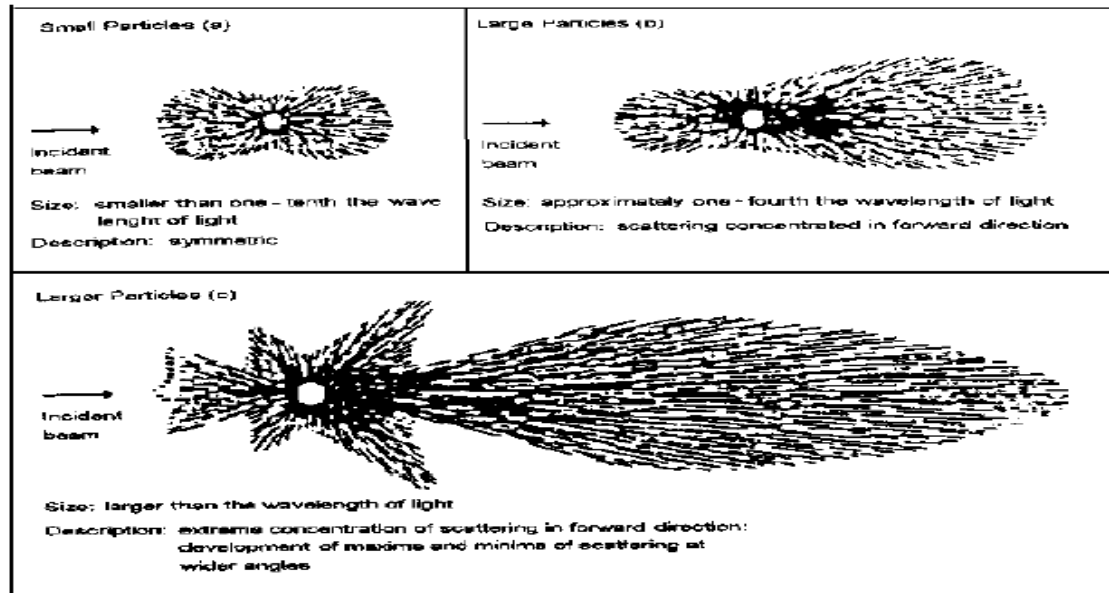 Small Particles (a)
Incident
beam
Size: smaller than one-tenth the wave
lenght of light
Description: symmetric
Large Particles (b)
Incident
beam
Size: approximately one-fourth the wavelength of light
Description: scattering concentrated in forward direction
Larger Particles (c)
Incident
beam
Size: larger than the wavelength of light
Description: extreme concentration of scattering in forward direction:
development of maxima and minima of scattering at
wider angles